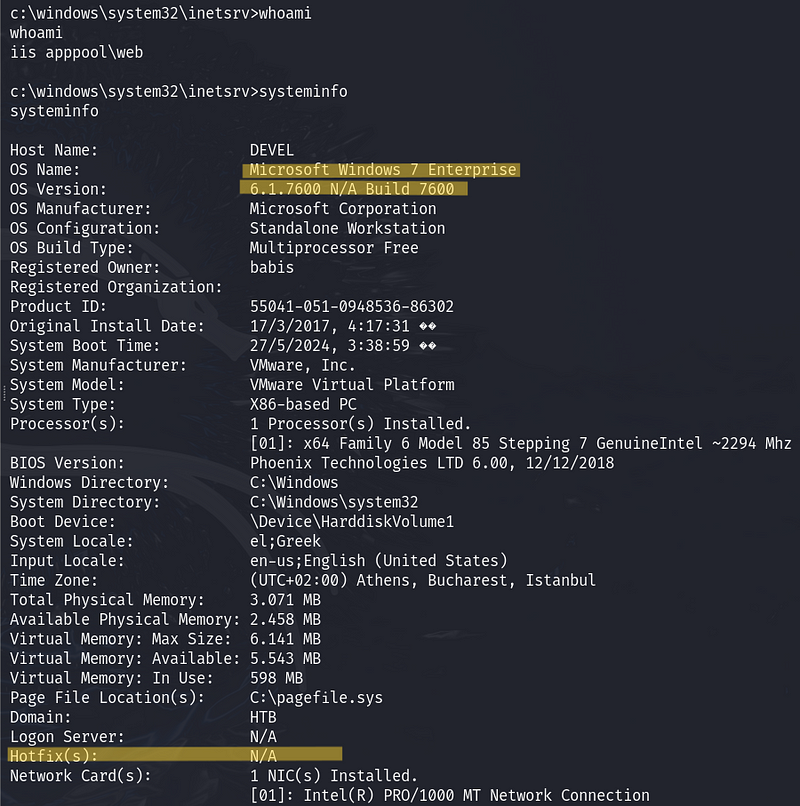 c:\windows\system32\inetsrv>whoami
whoami
iis apppool\web
c:\windows\system32\inetsrv>systeminfo
systeminfo
Host Name: DEVEL
OS Name: Microsoft Windows 7 Enterprise
OS Version: 6.1.7600 N/A Build 7600
OS Manufacturer: Microsoft Corporation
OS Configuration: Standalone Workstation
OS Build Type: Multiprocessor Free
Registered Owner: babis
Registered Organization:
Product ID: 55041-051-0948536-86302
Original Install Date: 17/3/2017, 4:17:31 ��
System Boot Time: 27/5/2024, 3:38:59 ��
System Manufacturer: VMware, Inc.
System Model: VMware Virtual Platform
System Type: X86-based PC
Processor(s): 1 Processor(s) Installed.
[01]: x64 Family 6 Model 85 Stepping 7 GenuineIntel ~2294 Mhz
BIOS Version: Phoenix Technologies LTD 6.00, 12/12/2018
Windows Directory: C:\Windows
System Directory: C:\Windows\system32
Boot Device: \Device\HarddiskVolume1
System Locale: el;Greek
Input Locale: en-us;English (United States)
Time Zone: (UTC+02:00) Athens, Bucharest, Istanbul
Total Physical Memory: 3.071 MB
Available Physical Memory: 2.458 MB
Virtual Memory: Max Size: 6.141 MB
Virtual Memory: Available: 5.543 MB
Virtual Memory: In Use: 598 MB
Page File Location(s): C:\pagefile.sys
Domain: HTB
Logon Server: N/A
Hotfix(s): N/A
Network Card(s): 1 NIC(s) Installed.
[01]: Intel(R) PRO/1000 MT Network Connection